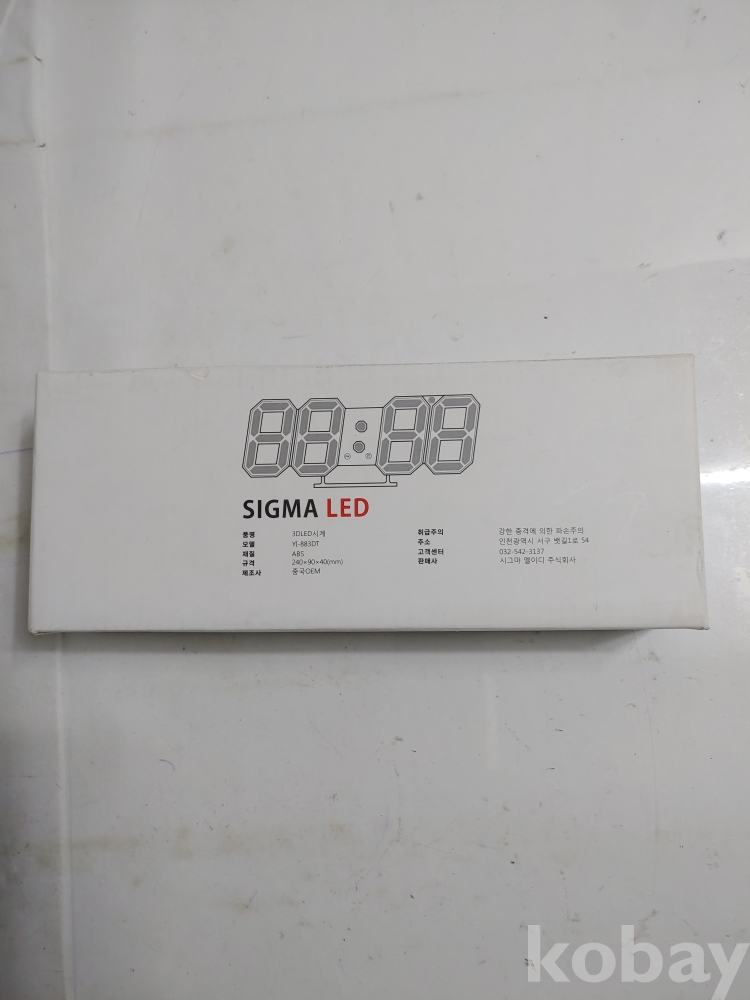 88:88
SIGMA LED
품명 3DLED시계
모델 YI-883DT
재질 ABS
규격 240×90×40(mm)
제조사 중국OEM
취급주의 강한 충격에 의한 파손주의
주소 인천광역시 서구 뱃길1로 54
고객센터 032-542-3137
판매사 시그마 엘이디 주식회사
kobay